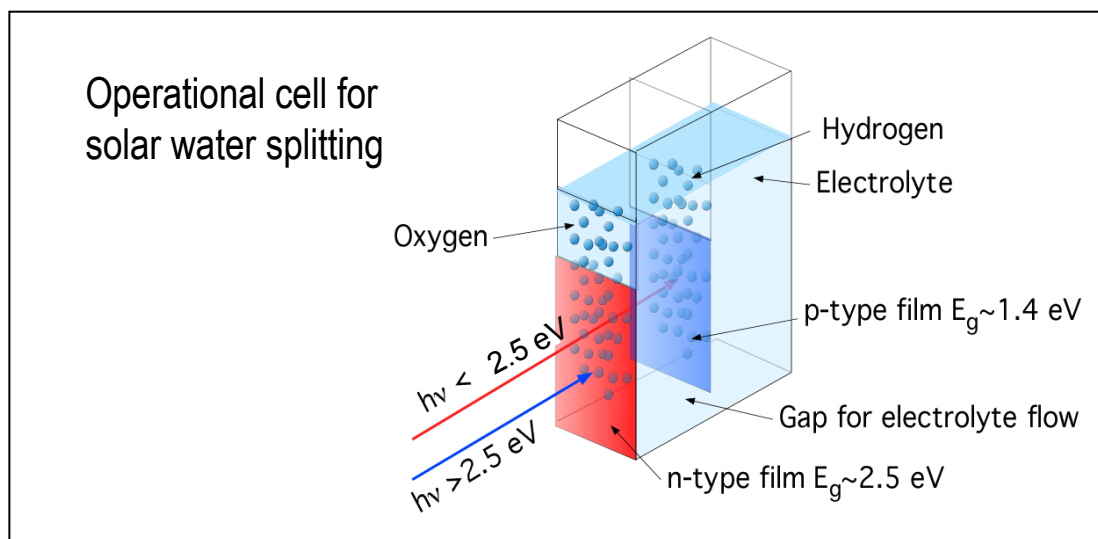 Operational cell for
solar water splitting
Hydrogen
Electrolyte
Oxygen
p-type film Eg~1.4 eV
hν < 2.5 eV
Gap for electrolyte flow
hν >2.5 eV
n-type film Eg~2.5 eV